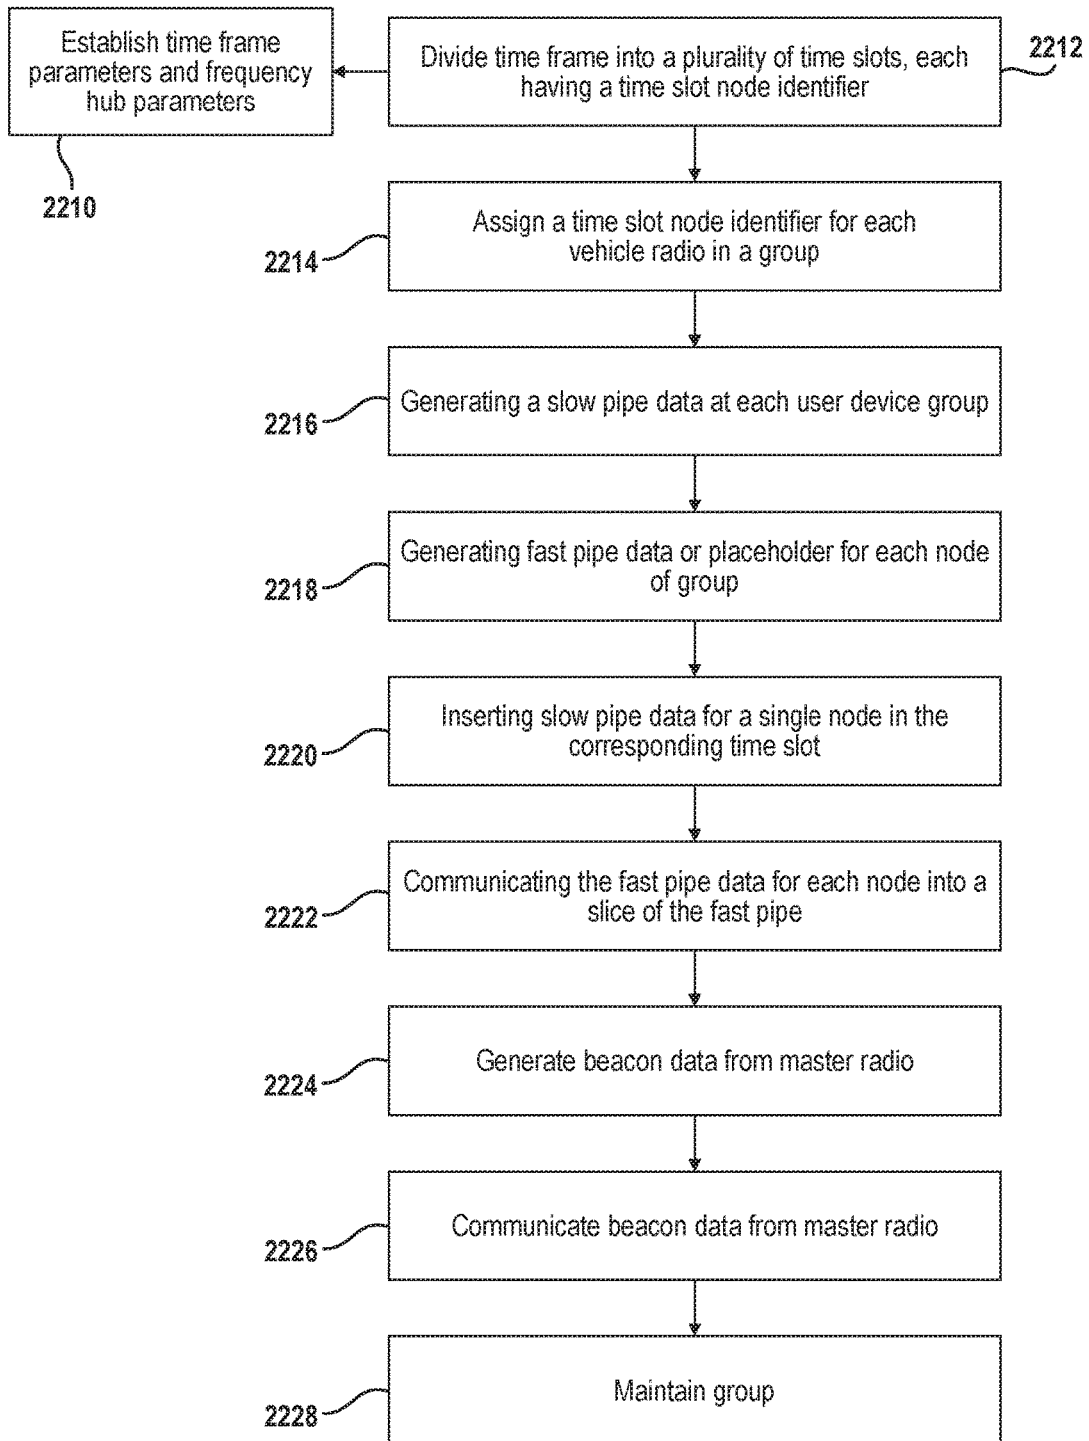 Establish time frame
parameters and frequency
hub parameters
2210
Divide time frame into a plurality of time slots, each
having a time slot node identifier
2212
Assign a time slot node identifier for each
vehicle radio in a group
2214
Generating a slow pipe data at each user device group
2216
Generating fast pipe data or placeholder for each node
of group
2218
Inserting slow pipe data for a single node in the
corresponding time slot
2220
Communicating the fast pipe data for each node into a
slice of the fast pipe
2222
Generate beacon data from master radio
2224
Communicate beacon data from master radio
2226
Maintain group
2228